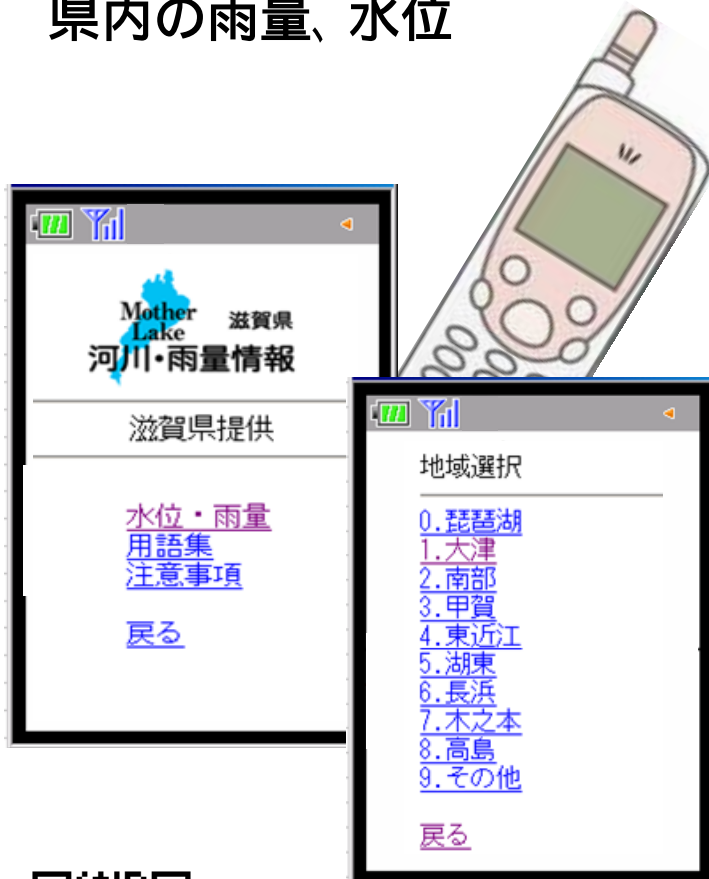 県内の雨量、水位
Mother
Lake
滋賀県
河川・雨量情報
滋賀県提供
水位・雨量
用語集
注意事項
戻る
地域選択
0.琵琶湖
1.大津
2.南部
3.甲賀
4.東近江
5.湖東
6.長浜
7.木之本
8.高島
9.その他
戻る